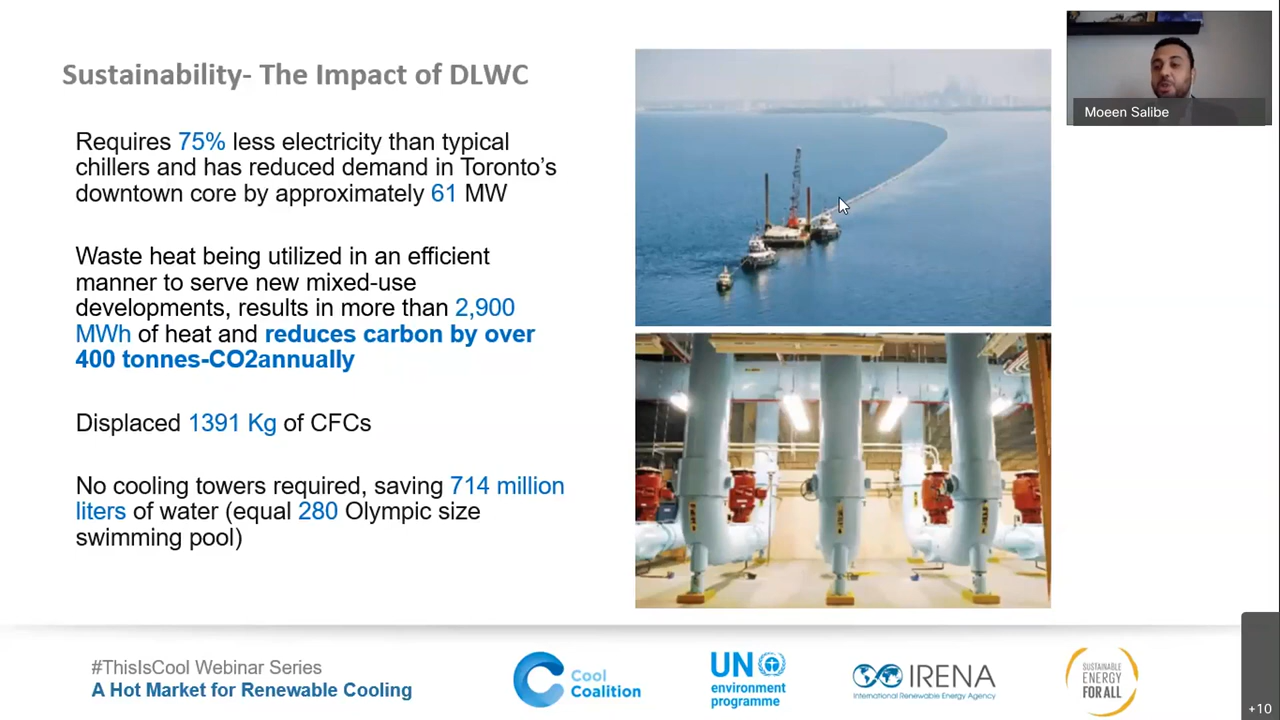 Sustainability- The Impact of DLWC
Requires 75% less electricity than typical
chillers and has reduced demand in Toronto's
downtown core by approximately 61 MW
Waste heat being utilized in an efficient
manner to serve new mixed-use
developments, results in more than 2,900
MWh of heat and reduces carbon by over
400 tonnes-CO2annually
Displaced 1391 Kg of CFCs
No cooling towers required, saving 714 million
liters of water (equal 280 Olympic size
swimming pool)
Moeen Salibe
#ThisIsCool Webinar Series
A Hot Market for Renewable Cooling
Cool
Coalition
UN
environment
programme
IRENA
International Renewable Energy Agency
SUSTAINABLE
ENERGY
FOR ALL
+10